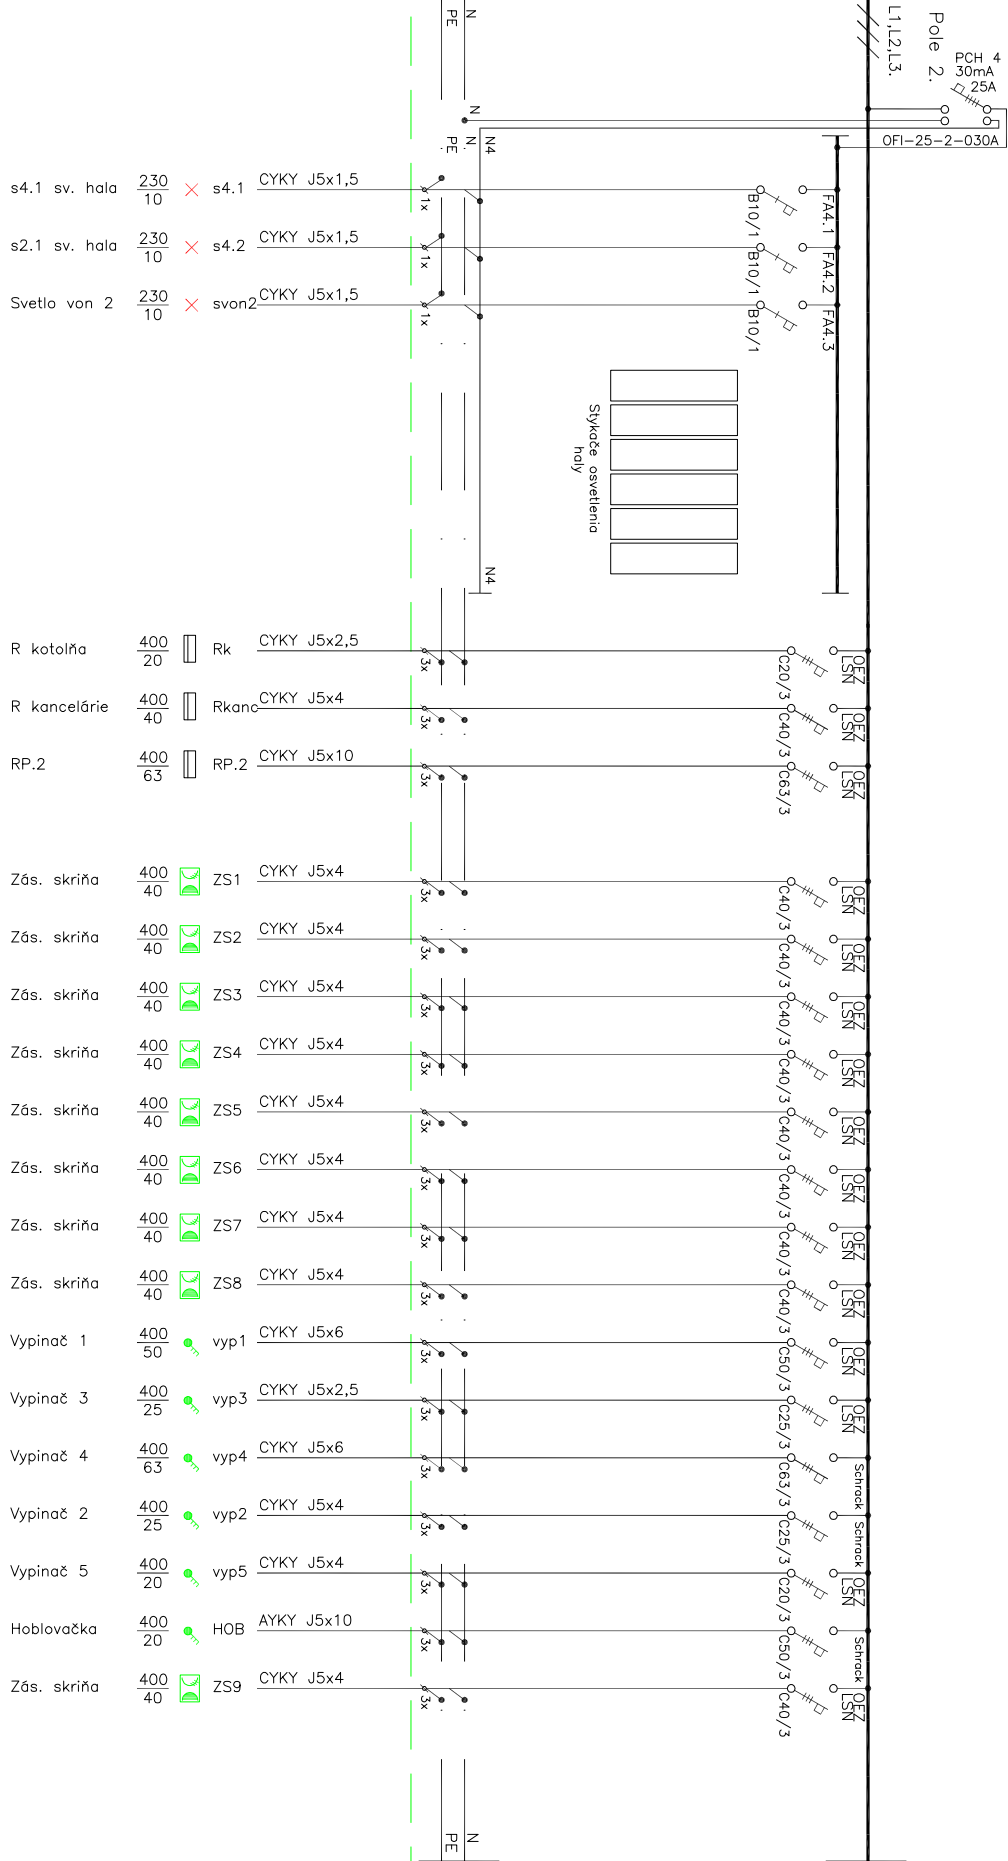 N
PE
L1,L2,L3.
Pole 2.
PCH 4
30mA
25A
OFI-25-2-030A
N
PE N N4
s4.1 sv. hala 230/10 s4.1 CYKY J5x1,5 1x B10/1 FA4.1
s2.1 sv. hala 230/10 s4.2 CYKY J5x1,5 1x B10/1 FA4.2
Svetlo von 2 230/10 svon2 CYKY J5x1,5 1x B10/1 FA4.3
Stykače osvetlenia
haly
N4
R kotolňa 400/20 Rk CYKY J5x2,5 3x C20/3 OEZ LSN
R kancelárie 400/40 Rkanc CYKY J5x4 3x C40/3 OEZ LSN
RP.2 400/63 RP.2 CYKY J5x10 3x C63/3 OEZ LSN
Zás. skriňa 400/40 ZS1 CYKY J5x4 3x C40/3 OEZ LSN
Zás. skriňa 400/40 ZS2 CYKY J5x4 3x C40/3 OEZ LSN
Zás. skriňa 400/40 ZS3 CYKY J5x4 3x C40/3 OEZ LSN
Zás. skriňa 400/40 ZS4 CYKY J5x4 3x C40/3 OEZ LSN
Zás. skriňa 400/40 ZS5 CYKY J5x4 3x C40/3 OEZ LSN
Zás. skriňa 400/40 ZS6 CYKY J5x4 3x C40/3 OEZ LSN
Zás. skriňa 400/40 ZS7 CYKY J5x4 3x C40/3 OEZ LSN
Zás. skriňa 400/40 ZS8 CYKY J5x4 3x C40/3 OEZ LSN
Vypinač 1 400/50 vyp1 CYKY J5x6 3x C50/3 OEZ LSN
Vypinač 3 400/25 vyp3 CYKY J5x2,5 3x C25/3 OEZ LSN
Vypinač 4 400/63 vyp4 CYKY J5x6 3x C63/3 Schrack
Vypinač 2 400/25 vyp2 CYKY J5x4 3x C25/3 Schrack
Vypinač 5 400/20 vyp5 CYKY J5x4 3x C20/3 OEZ LSN
Hoblovačka 400/20 HOB AYKY J5x10 3x C50/3 Schrack
Zás. skriňa 400/40 ZS9 CYKY J5x4 3x C40/3 OEZ LSN
N
PE